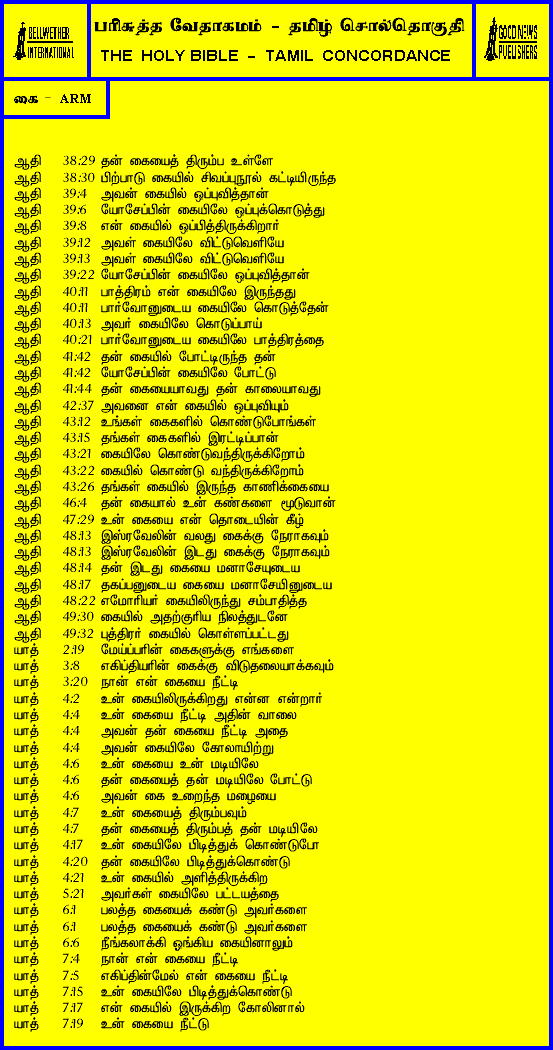 BELLWETHER
INTERNATIONAL
பரிசுத்த வேதாகமம் - தமிழ் சொல்தொகுதி
THE HOLY BIBLE - TAMIL CONCORDANCE
GOOD NEWS
PUBLISHERS
கை - ARM
ஆதி 38:29 தன் கையைத் திரும்ப உள்ளே
ஆதி 38:30 பிற்பாடு கையில் சிவப்புநூல் கட்டியிருந்த
ஆதி 39:4 அவன் கையில் ஒப்புவித்தான்
ஆதி 39:6 யோசேப்பின் கையிலே ஒப்புக்கொடுத்து
ஆதி 39:8 என் கையில் ஒப்பித்திருக்கிறார்
ஆதி 39:12 அவள் கையிலே விட்டுவெளியே
ஆதி 39:13 அவள் கையிலே விட்டுவெளியே
ஆதி 39:22 யோசேப்பின் கையிலே ஒப்புவித்தான்
ஆதி 40:11 பாத்திரம் என் கையிலே இருந்தது
ஆதி 40:11 பார்வோனுடைய கையிலே கொடுத்தேன்
ஆதி 40:13 அவர் கையிலே கொடுப்பாய்
ஆதி 40:21 பார்வோனுடைய கையிலே பாத்திரத்தை
ஆதி 41:42 தன் கையில் போட்டிருந்த தன்
ஆதி 41:42 யோசேப்பின் கையிலே போட்டு
ஆதி 41:44 தன் கையையாவது தன் காலையாவது
ஆதி 42:37 அவனை என் கையில் ஒப்புவியும்
ஆதி 43:12 உங்கள் கைகளில் கொண்டுபோங்கள்
ஆதி 43:15 தங்கள் கைகளில் இரட்டிப்பான்
ஆதி 43:21 கையிலே கொண்டுவந்திருக்கிறோம்
ஆதி 43:22 கையில் கொண்டு வந்திருக்கிறோம்
ஆதி 43:26 தங்கள் கையில் இருந்த காணிக்கையை
ஆதி 46:4 தன் கையால் உன் கண்களை மூடுவான்
ஆதி 47:29 உன் கையை என் தொடையின் கீழ்
ஆதி 48:13 இஸ்ரவேலின் வலது கைக்கு நேராகவும்
ஆதி 48:13 இஸ்ரவேலின் இடது கைக்கு நேராகவும்
ஆதி 48:14 தன் இடது கையை மனாசேயுடைய
ஆதி 48:17 தகப்பனுடைய கையை மனாசேயினுடைய
ஆதி 48:22 எமோரியர் கையிலிருந்து சம்பாதித்த
ஆதி 49:30 கையில் அதற்குரிய நிலத்துடனே
ஆதி 49:32 புத்திரர் கையில் கொள்ளப்பட்டது
யாத் 2:19 மேய்ப்பரின் கைகளுக்கு எங்களை
யாத் 3:8 எகிப்தியரின் கைக்கு விடுதலையாக்கவும்
யாத் 3:20 நான் என் கையை நீட்டி
யாத் 4:2 உன் கையிலிருக்கிறது என்ன என்றார்
யாத் 4:4 உன் கையை நீட்டி அதின் வாலை
யாத் 4:4 அவன் தன் கையை நீட்டி அதை
யாத் 4:4 அவன் கையிலே கோலாயிற்று
யாத் 4:6 உன் கையை உன் மடியிலே
யாத் 4:6 தன் கையைத் தன் மடியிலே போட்டு
யாத் 4:6 அவன் கை உறைந்த மழையை
யாத் 4:7 உன் கையைத் திரும்பவும்
யாத் 4:7 தன் கையைத் திரும்பத் தன் மடியிலே
யாத் 4:17 உன் கையிலே பிடித்துக் கொண்டுபோ
யாத் 4:20 தன் கையிலே பிடித்துக்கொண்டு
யாத் 4:21 உன் கையில் அளித்திருக்கிற
யாத் 5:21 அவர்கள் கையிலே பட்டயத்தை
யாத் 6:1 பலத்த கையைக் கண்டு அவர்களை
யாத் 6:1 பலத்த கையைக் கண்டு அவர்களை
யாத் 6:6 நீங்கலாக்கி ஓங்கிய கையினாலும்
யாத் 7:4 நான் என் கையை நீட்டி
யாத் 7:5 எகிப்தின்மேல் என் கையை நீட்டி
யாத் 7:15 உன் கையிலே பிடித்துக்கொண்டு
யாத் 7:17 என் கையில் இருக்கிற கோலினால்
யாத் 7:19 உன் கையை நீட்டு